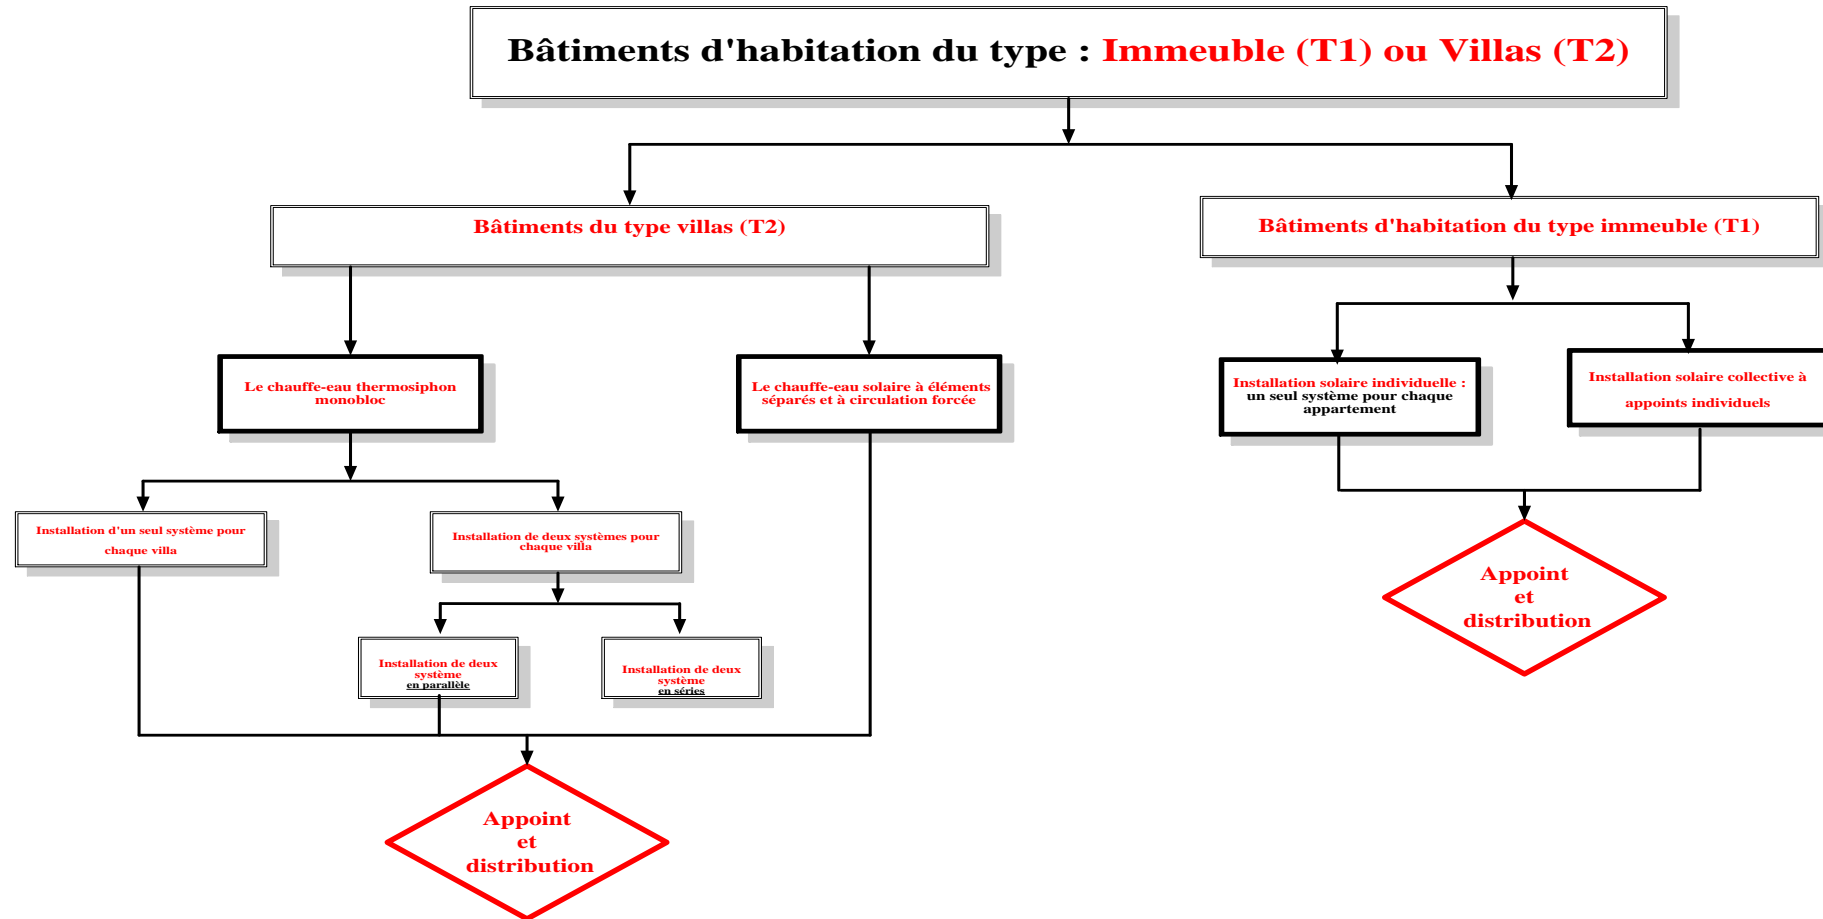 Bâtiments d'habitation du type : Immeuble (T1) ou Villas (T2)
Bâtiments du type villas (T2)
Bâtiments d'habitation du type immeuble (T1)
Le chauffe-eau thermosiphon
monobloc
Le chauffe-eau solaire à éléments
séparés et à circulation forcée
Installation solaire individuelle :
un seul système pour chaque
appartement
Installation solaire collective à
appoints individuels
Installation d'un seul système pour
chaque villa
Installation de deux systèmes pour
chaque villa
Installation de deux
système
en parallèle
Installation de deux
système
en séries
Appoint
et
distribution
Appoint
et
distribution